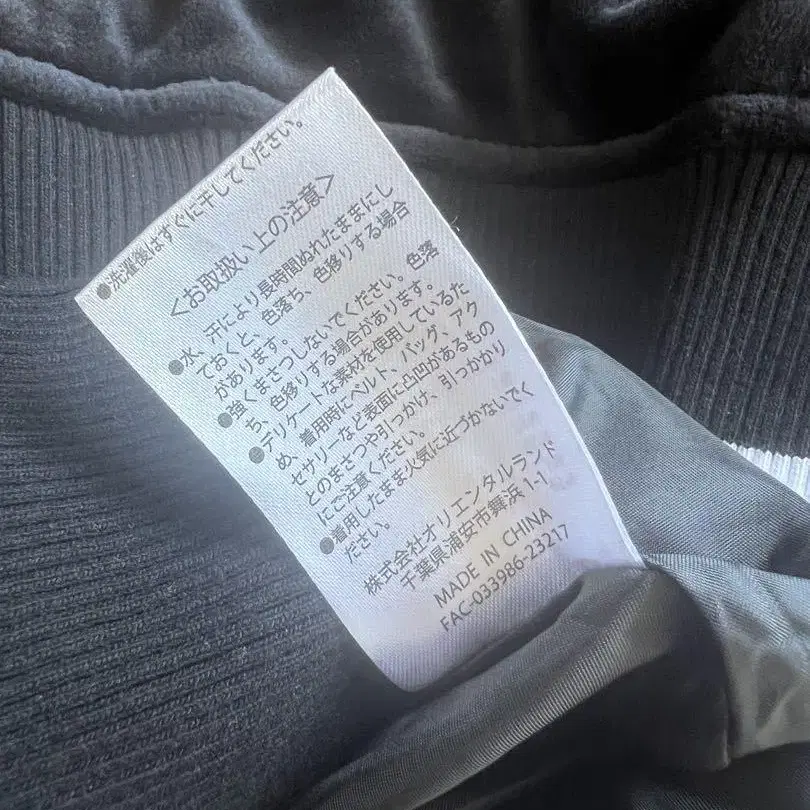 ●洗濯後はすぐに干してください。
＜お取扱い上の注意＞
●水、汗により長時間ぬれたままにし
ておくと、色落ち、色移りする場合
があります。
●強くまさつしないでください。色落
ち、色移りする場合があります。
●デリケートな素材を使用しているた
め、着用時にベルト、バッグ、アク
セサリーなど表面に凸凹があるもの
とのまさつや引っかけ、引っかかり
にご注意ください。
●着用したまま火気に近づかないでく
ださい。
株式会社オリエンタルランド
千葉県浦安市舞浜 1-1
MADE IN CHINA
FAC-033986-23217